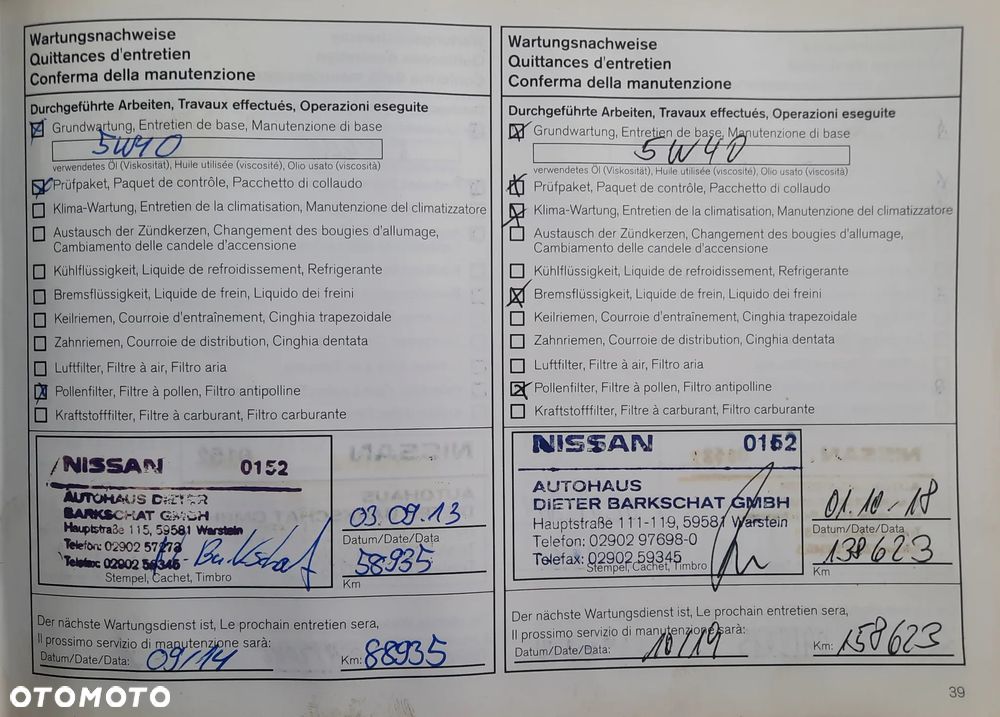 Wartungsnachweise
Quittances d'entretien
Conferma della manutenzione
Durchgeführte Arbeiten, Travaux effectués, Operazioni eseguite
Grundwartung, Entretien de base, Manutenzione di base
5W40
verwendetes Öl (Viskosität), Huile utilisée (viscosité), Olio usato (viscosità)
Prüfpaket, Paquet de contrôle, Pacchetto di collaudo
Klima-Wartung, Entretien de la climatisation, Manutenzione del climatizzatore
Austausch der Zündkerzen, Changement des bougies d'allumage,
Cambiamento delle candele d'accensione
Kühlflüssigkeit, Liquide de refroidissement, Refrigerante
Bremsflüssigkeit, Liquide de frein, Liquido dei freini
Keilriemen, Courroie d'entraînement, Cinghia trapezoidale
Zahnriemen, Courroie de distribution, Cinghia dentata
Luftfilter, Filtre à air, Filtro aria
Pollenfilter, Filtre à pollen, Filtro antipolline
Kraftstofffilter, Filtre à carburant, Filtro carburante
NISSAN 0152
AUTOHAUS DIETER
BARKSCHAT GMBH
Hauptstraße 115, 59581 Warstein
Telefon: 02902 57278
Telefax: 02902 59345
Stempel, Cachet, Timbro
03.09.13
Datum/Date/Data
58935
Km
Der nächste Wartungsdienst ist, Le prochain entretien sera,
Il prossimo servizio di manutenzione sarà:
Datum/Date/Data: 09/14 Km: 88935
Wartungsnachweise
Quittances d'entretien
Conferma della manutenzione
Durchgeführte Arbeiten, Travaux effectués, Operazioni eseguite
Grundwartung, Entretien de base, Manutenzione di base
5W40
verwendetes Öl (Viskosität), Huile utilisée (viscosité), Olio usato (viscosità)
Prüfpaket, Paquet de contrôle, Pacchetto di collaudo
Klima-Wartung, Entretien de la climatisation, Manutenzione del climatizzatore
Austausch der Zündkerzen, Changement des bougies d'allumage,
Cambiamento delle candele d'accensione
Kühlflüssigkeit, Liquide de refroidissement, Refrigerante
Bremsflüssigkeit, Liquide de frein, Liquido dei freini
Keilriemen, Courroie d'entraînement, Cinghia trapezoidale
Zahnriemen, Courroie de distribution, Cinghia dentata
Luftfilter, Filtre à air, Filtro aria
Pollenfilter, Filtre à pollen, Filtro antipolline
Kraftstofffilter, Filtre à carburant, Filtro carburante
NISSAN 0152
AUTOHAUS
DIETER BARKSCHAT GMBH
Hauptstraße 111-119, 59581 Warstein
Telefon: 02902 97698-0
Telefax: 02902 59345
Stempel, Cachet, Timbro
01.10-18
Datum/Date/Data
138623
Km
Der nächste Wartungsdienst ist, Le prochain entretien sera,
Il prossimo servizio di manutenzione sarà:
Datum/Date/Data: 10/19 Km: 158623
39
OTOMOTO